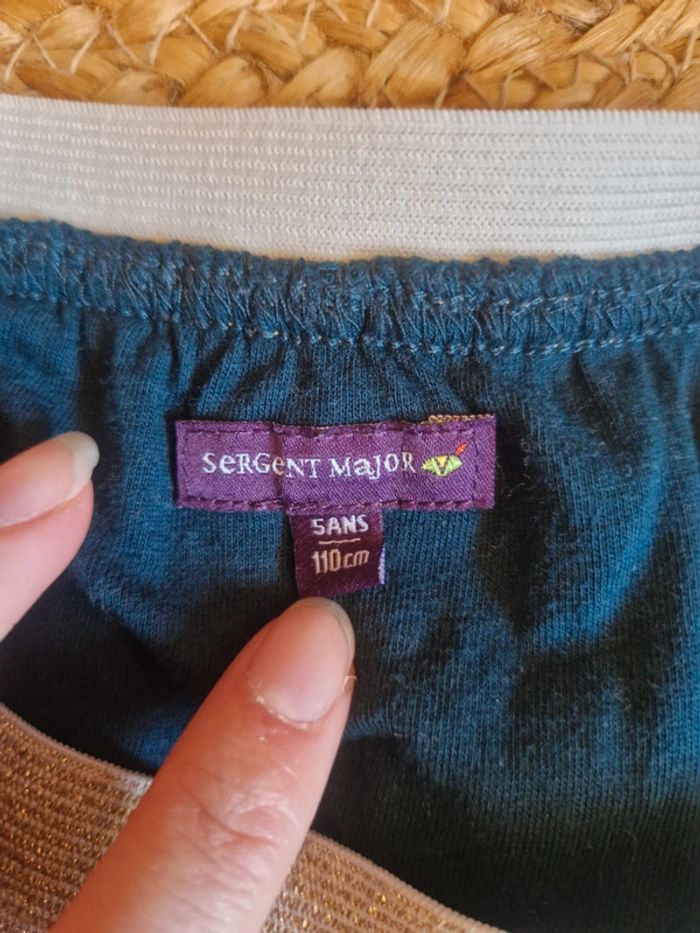 SeRGeNT MaJOR
5ANS
110cm